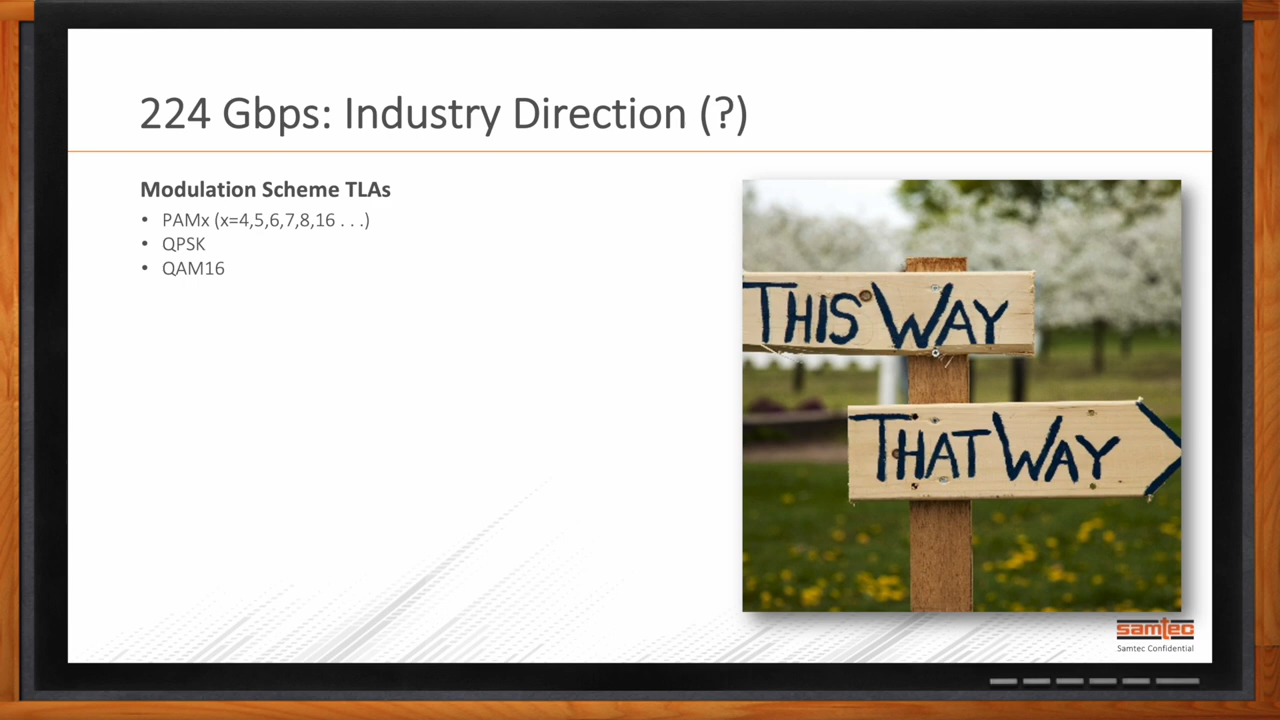 224 Gbps: Industry Direction (?)
Modulation Scheme TLAs
• PAMx (x=4,5,6,7,8,16 . . .)
• QPSK
• QAM16
THIS WAY
THAT WAY
samtec
Samtec Confidential